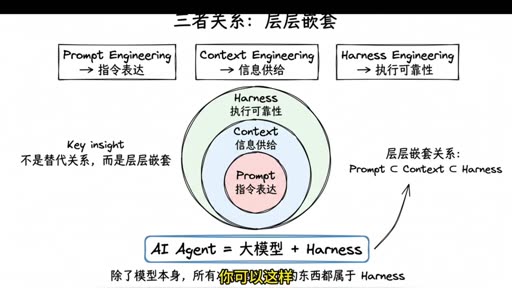 三者关系：层层嵌套
Prompt Engineering
→ 指令表达
Context Engineering
→ 信息供给
Harness Engineering
→ 执行可靠性
Harness
执行可靠性
Context
信息供给
Prompt
指令表达
Key insight
不是替代关系，而是层层嵌套
层层嵌套关系：
Prompt ⊂ Context ⊂ Harness
AI Agent = 大模型 + Harness
除了模型本身，所有 的东西都属于 Harness
你可以这样